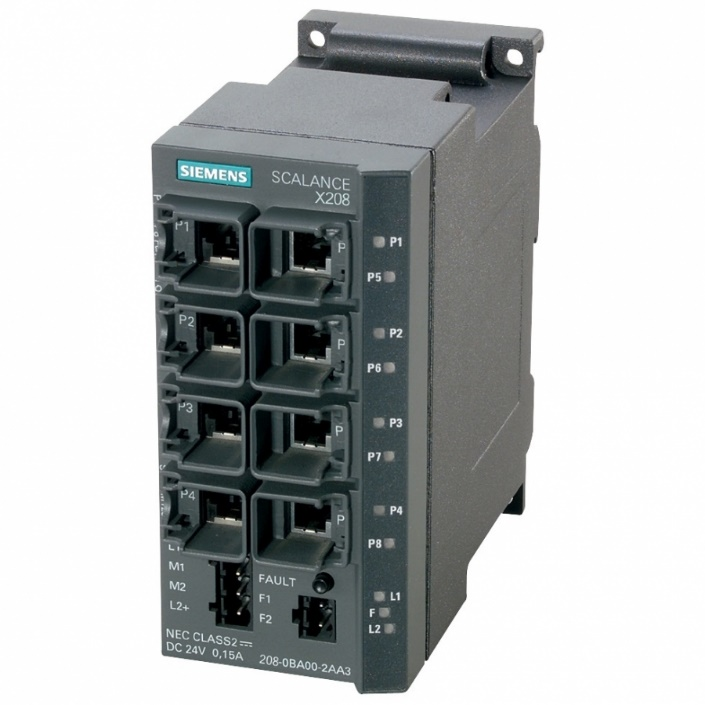 SIEMENS
SCALANCE
X208
P1
P
P1
P5
P2
P
P2
P6
P3
P
P3
P7
P4
P
P4
P8
L1
M1
M2
L2+
FAULT
F1
F2
L1
F
L2
NEC CLASS2
DC 24V 0,15A
208-0BA00-2AA3